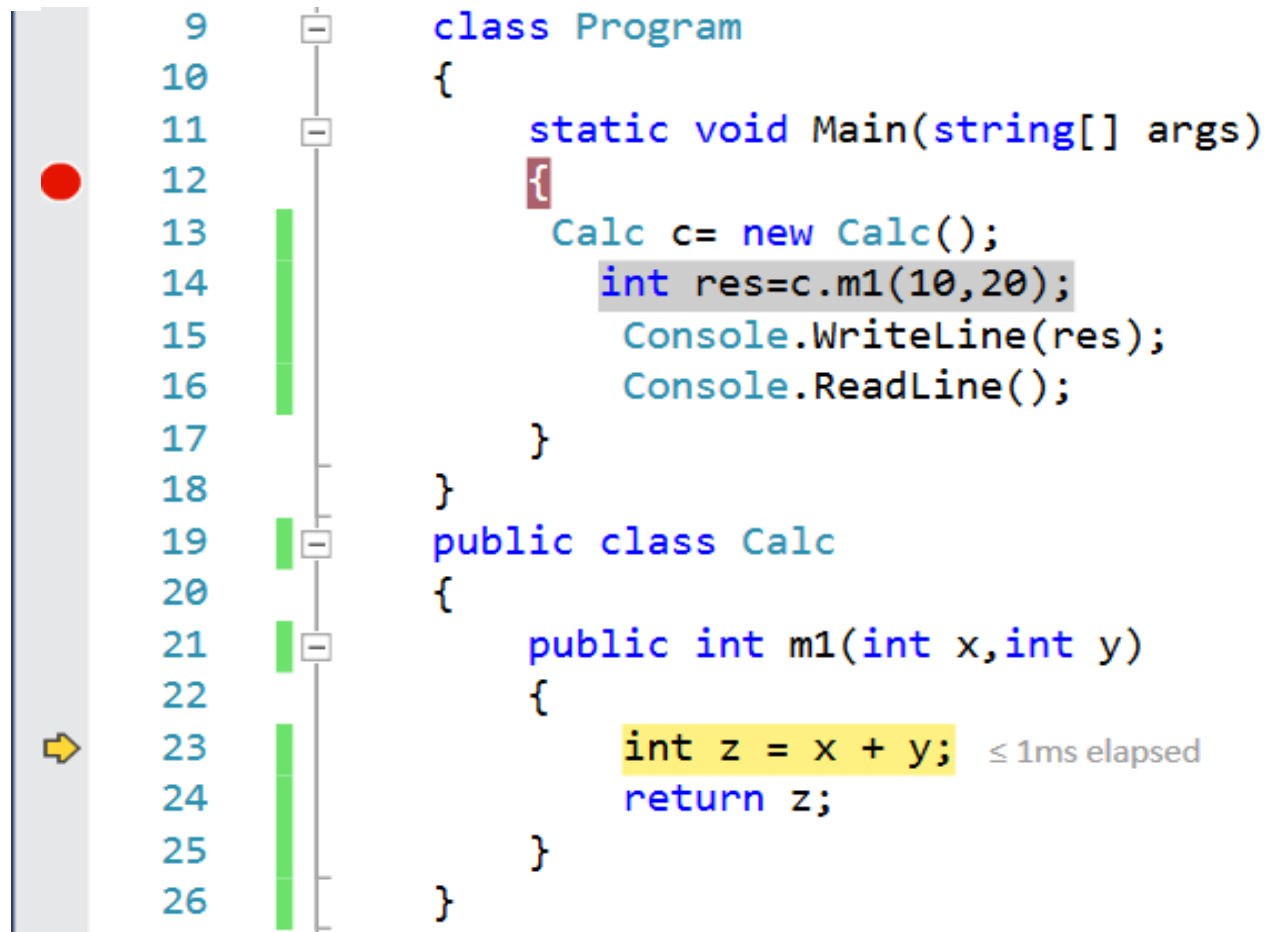 9 class Program
10 {
11 static void Main(string[] args)
12 {
13 Calc c= new Calc();
14 int res=c.m1(10,20);
15 Console.WriteLine(res);
16 Console.ReadLine();
17 }
18 }
19 public class Calc
20 {
21 public int m1(int x,int y)
22 {
23 int z = x + y; ≤ 1ms elapsed
24 return z;
25 }
26 }